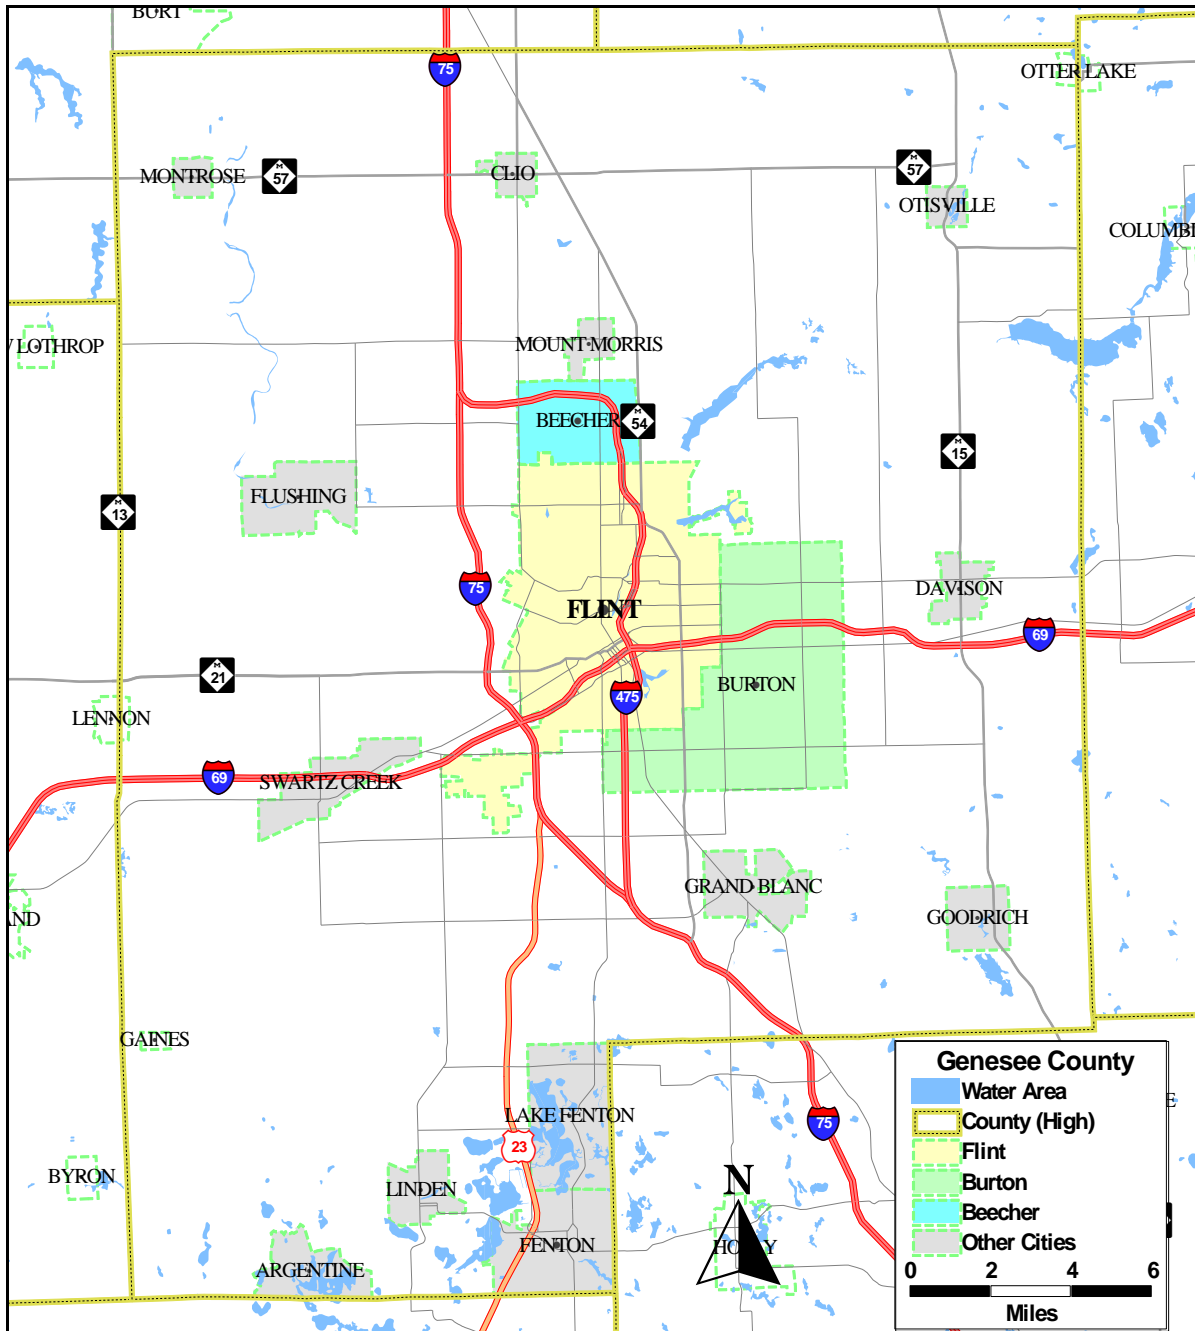 BURT
75
OTTER LAKE
M
57
M
57
MONTROSE
CLIO
OTISVILLE
LOTHROP
MOUNT MORRIS
BEECHER
M
54
M
15
FLUSHING
M
13
75
DAVISON
FLINT
69
M
21
BURTON
475
LENNON
69
SWARTZ CREEK
GRAND BLANC
GOODRICH
GAINES
LAKE FENTON
75
23
BYRON
LINDEN
FENTON
ARGENTINE
N
Genesee County
Water Area
County (High)
Flint
Burton
Beecher
Other Cities
0 2 4 6
Miles